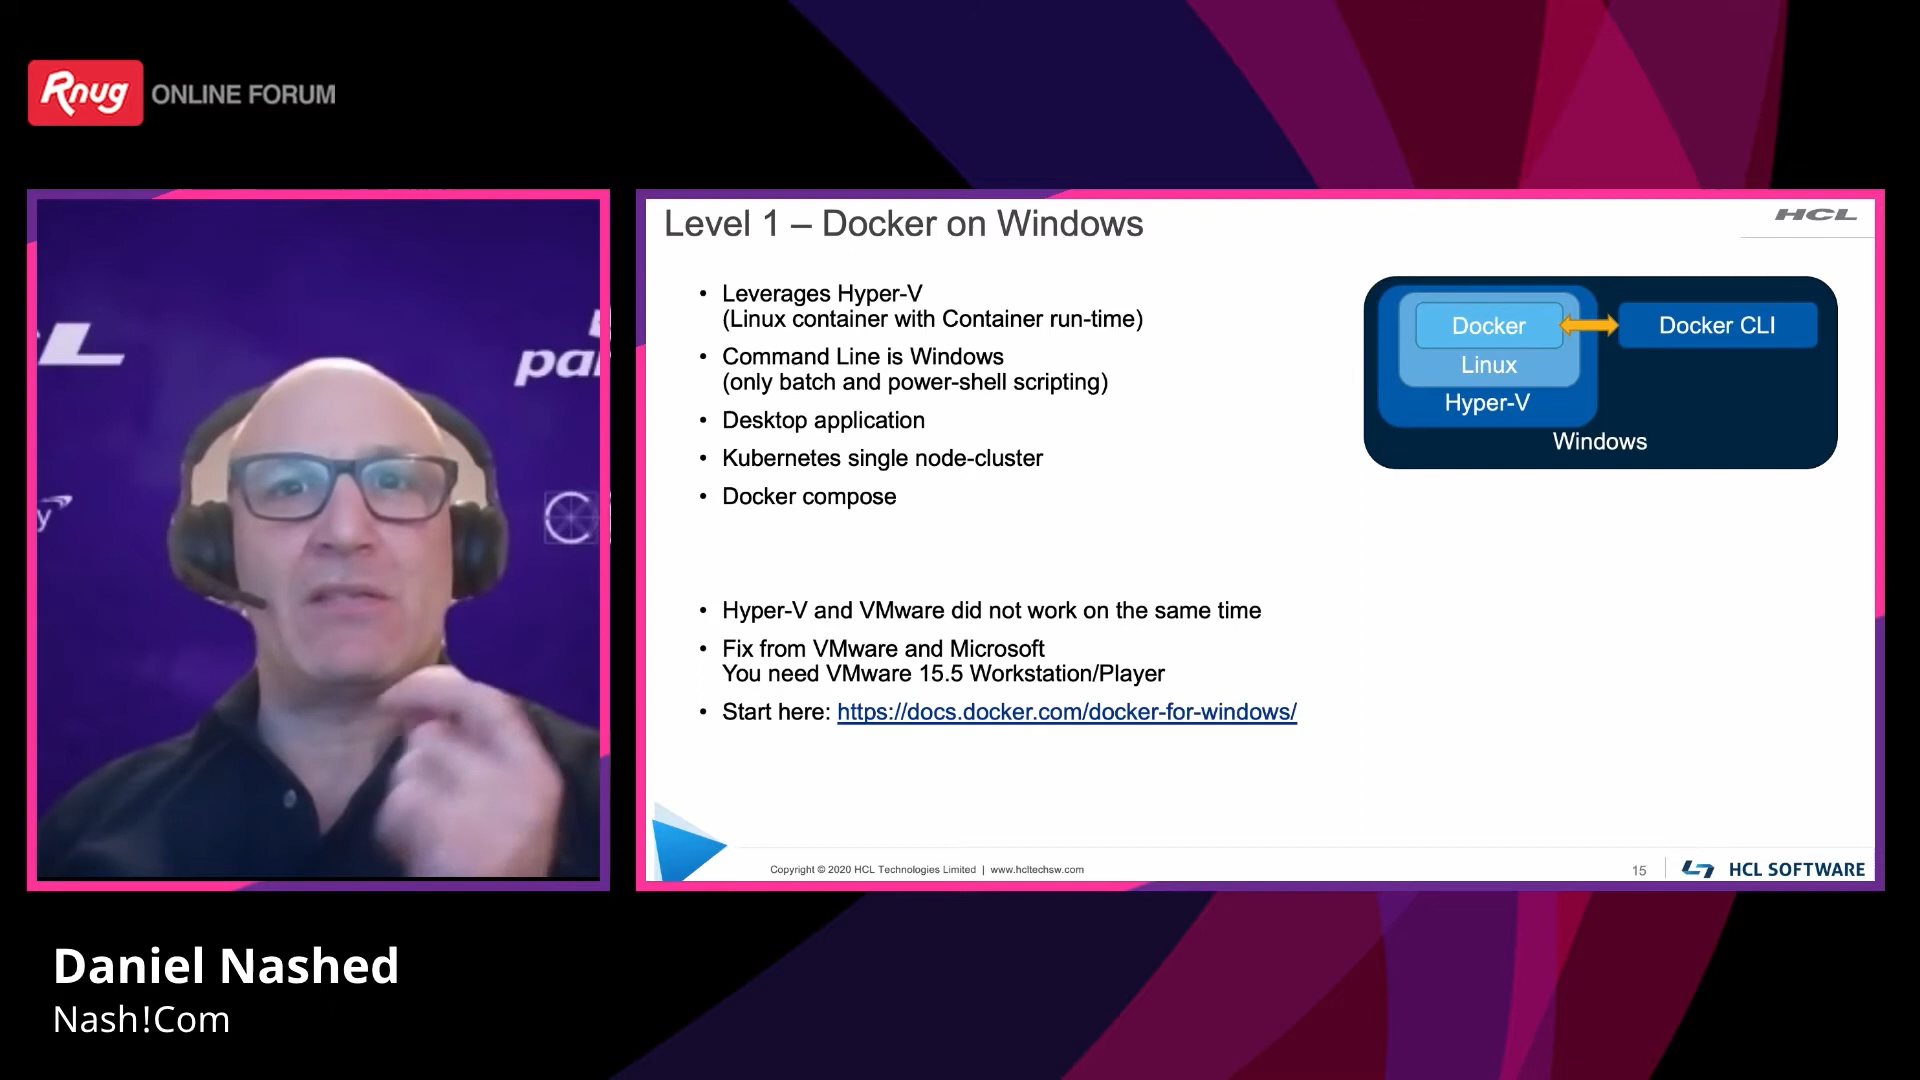 Rnug ONLINE FORUM
Level 1 – Docker on Windows
HCL
• Leverages Hyper-V
(Linux container with Container run-time)
• Command Line is Windows
(only batch and power-shell scripting)
• Desktop application
• Kubernetes single node-cluster
• Docker compose
Docker
Docker CLI
Linux
Hyper-V
Windows
• Hyper-V and VMware did not work on the same time
• Fix from VMware and Microsoft
You need VMware 15.5 Workstation/Player
• Start here: https://docs.docker.com/docker-for-windows/
Copyright © 2020 HCL Technologies Limited | www.hcltechsw.com
15
HCL SOFTWARE
Daniel Nashed
Nash!Com